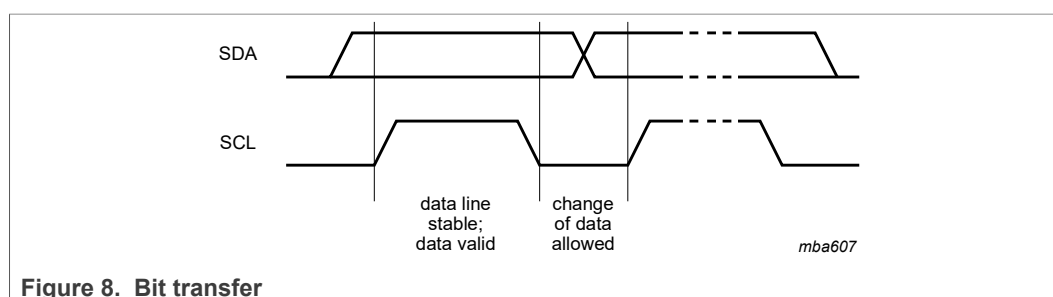 SDA
SCL
data line
stable;
data valid
change
of data
allowed
mba607
Figure 8. Bit transfer